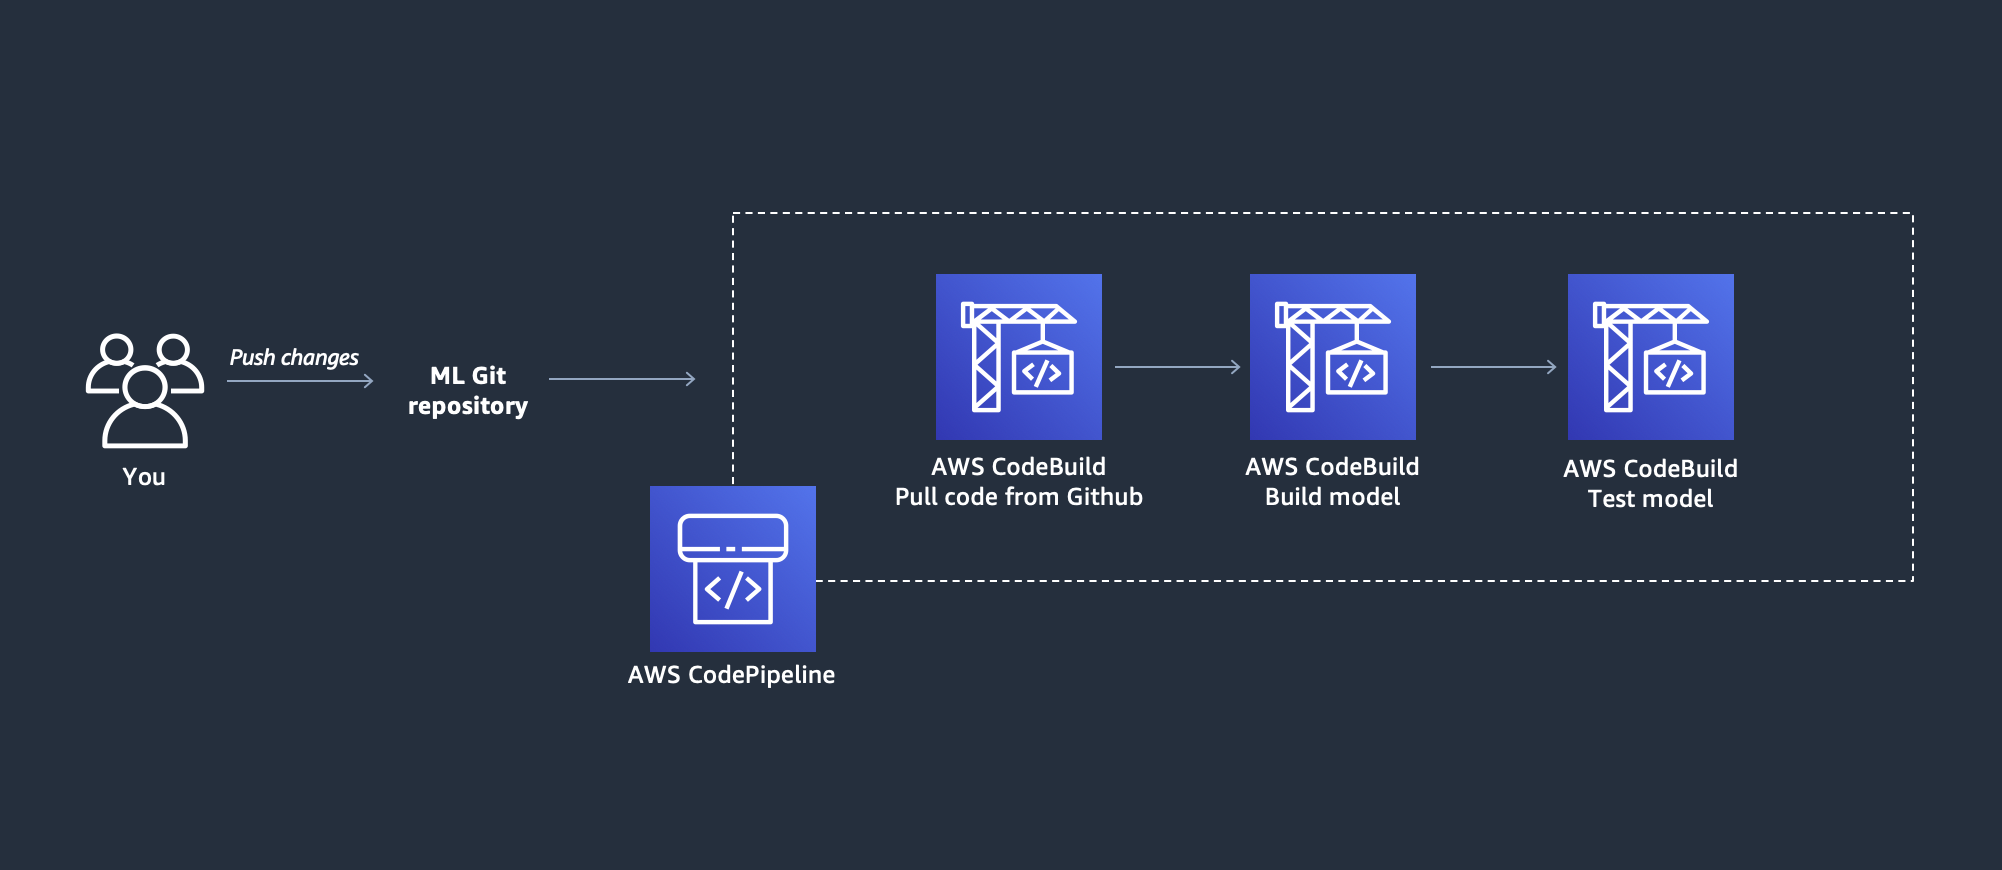 Push changes
ML Git
repository
You
AWS CodeBuild
Pull code from Github
AWS CodeBuild
Build model
AWS CodeBuild
Test model
</>
</>
</>
</>
AWS CodePipeline